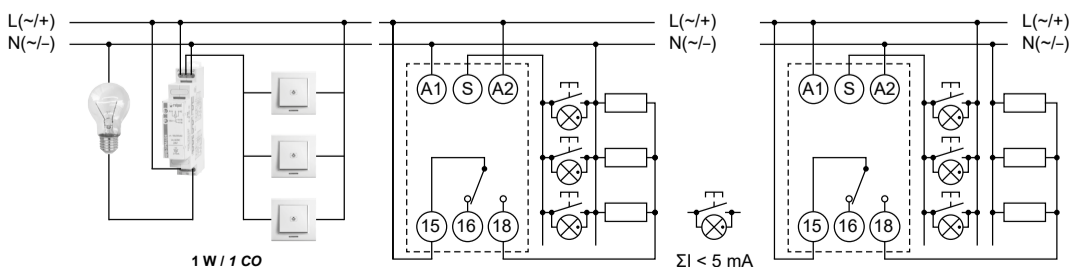 L(~/+)
N(~/−)
L(~/+)
N(~/−)
L(~/+)
N(~/−)
A1 S A2
15 16 18
A1 S A2
15 16 18
1 W / 1 CO
ΣI < 5 mA